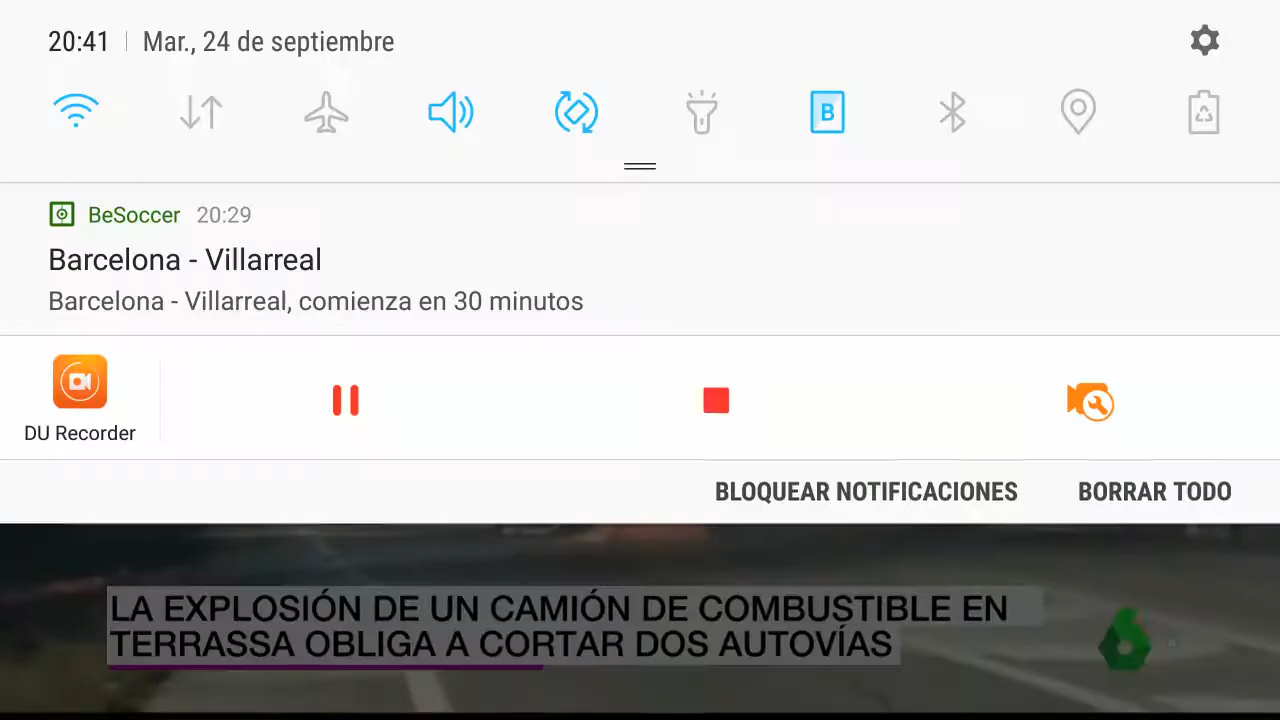 20:41 | Mar., 24 de septiembre
B
BeSoccer 20:29
Barcelona - Villarreal
Barcelona - Villarreal, comienza en 30 minutos
DU Recorder
BLOQUEAR NOTIFICACIONES BORRAR TODO
LA EXPLOSIÓN DE UN CAMIÓN DE COMBUSTIBLE EN
TERRASSA OBLIGA A CORTAR DOS AUTOVÍAS